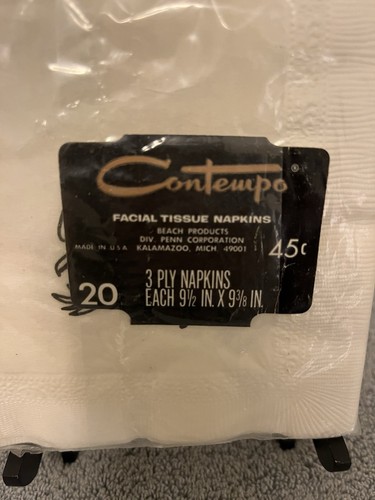 Contempo®
FACIAL TISSUE NAPKINS
BEACH PRODUCTS
DIV. PENN CORPORATION
MADE IN U.S.A. KALAMAZOO, MICH. 49001
45¢
20
3 PLY NAPKINS
EACH 9½ IN. X 9⅜ IN.